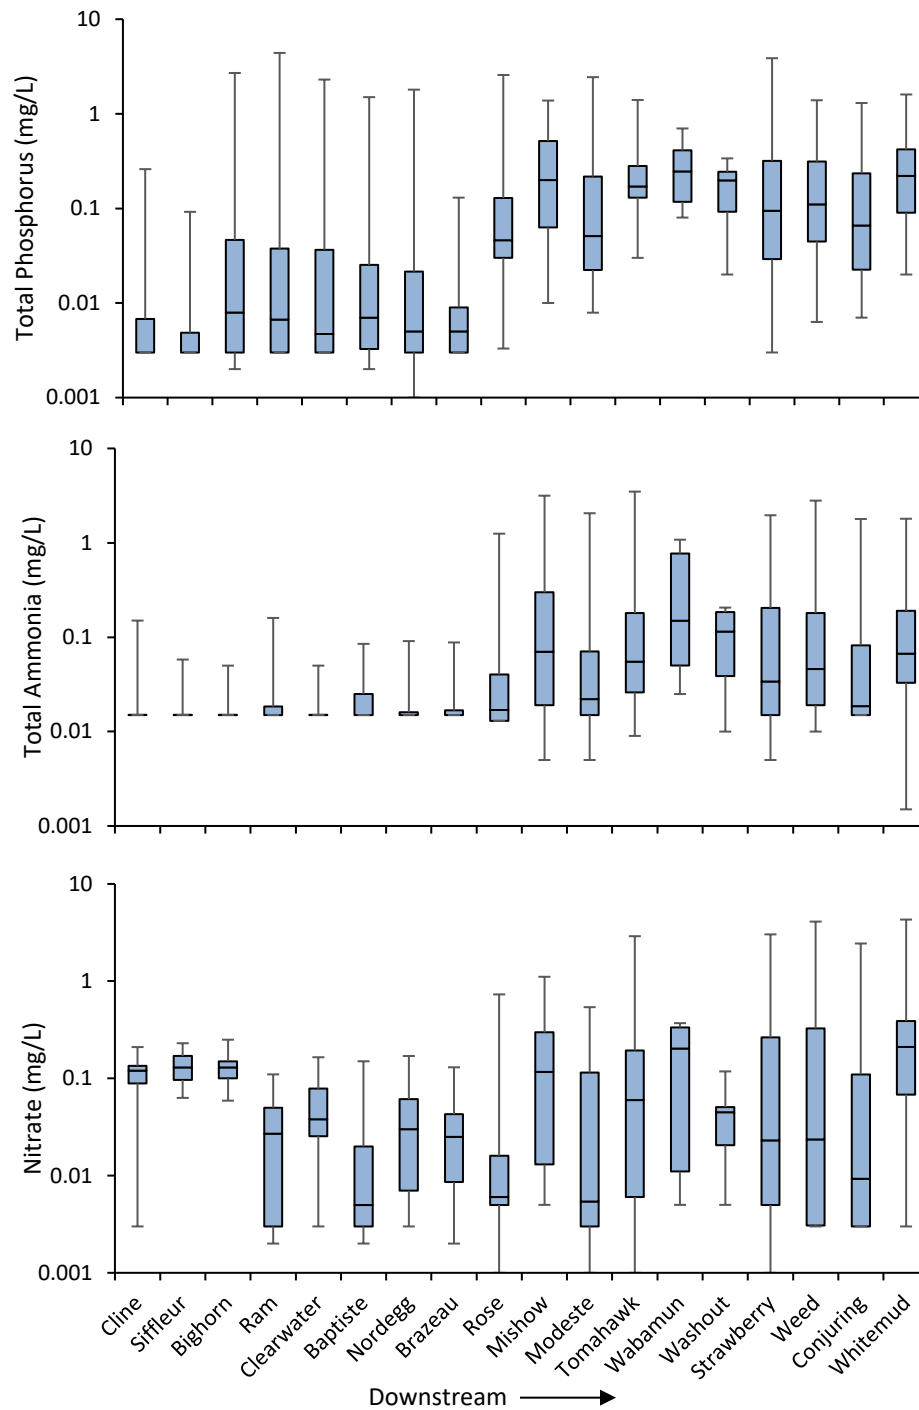 10
1
0.1
0.01
0.001
Total Phosphorus (mg/L)
10
1
0.1
0.01
0.001
Total Ammonia (mg/L)
10
1
0.1
0.01
0.001
Nitrate (mg/L)
Cline
Siffleur
Bighorn
Ram
Clearwater
Baptiste
Nordegg
Brazeau
Rose
Mishow
Modeste
Tomahawk
Wabamun
Washout
Strawberry
Weed
Conjuring
Whitemud
Downstream